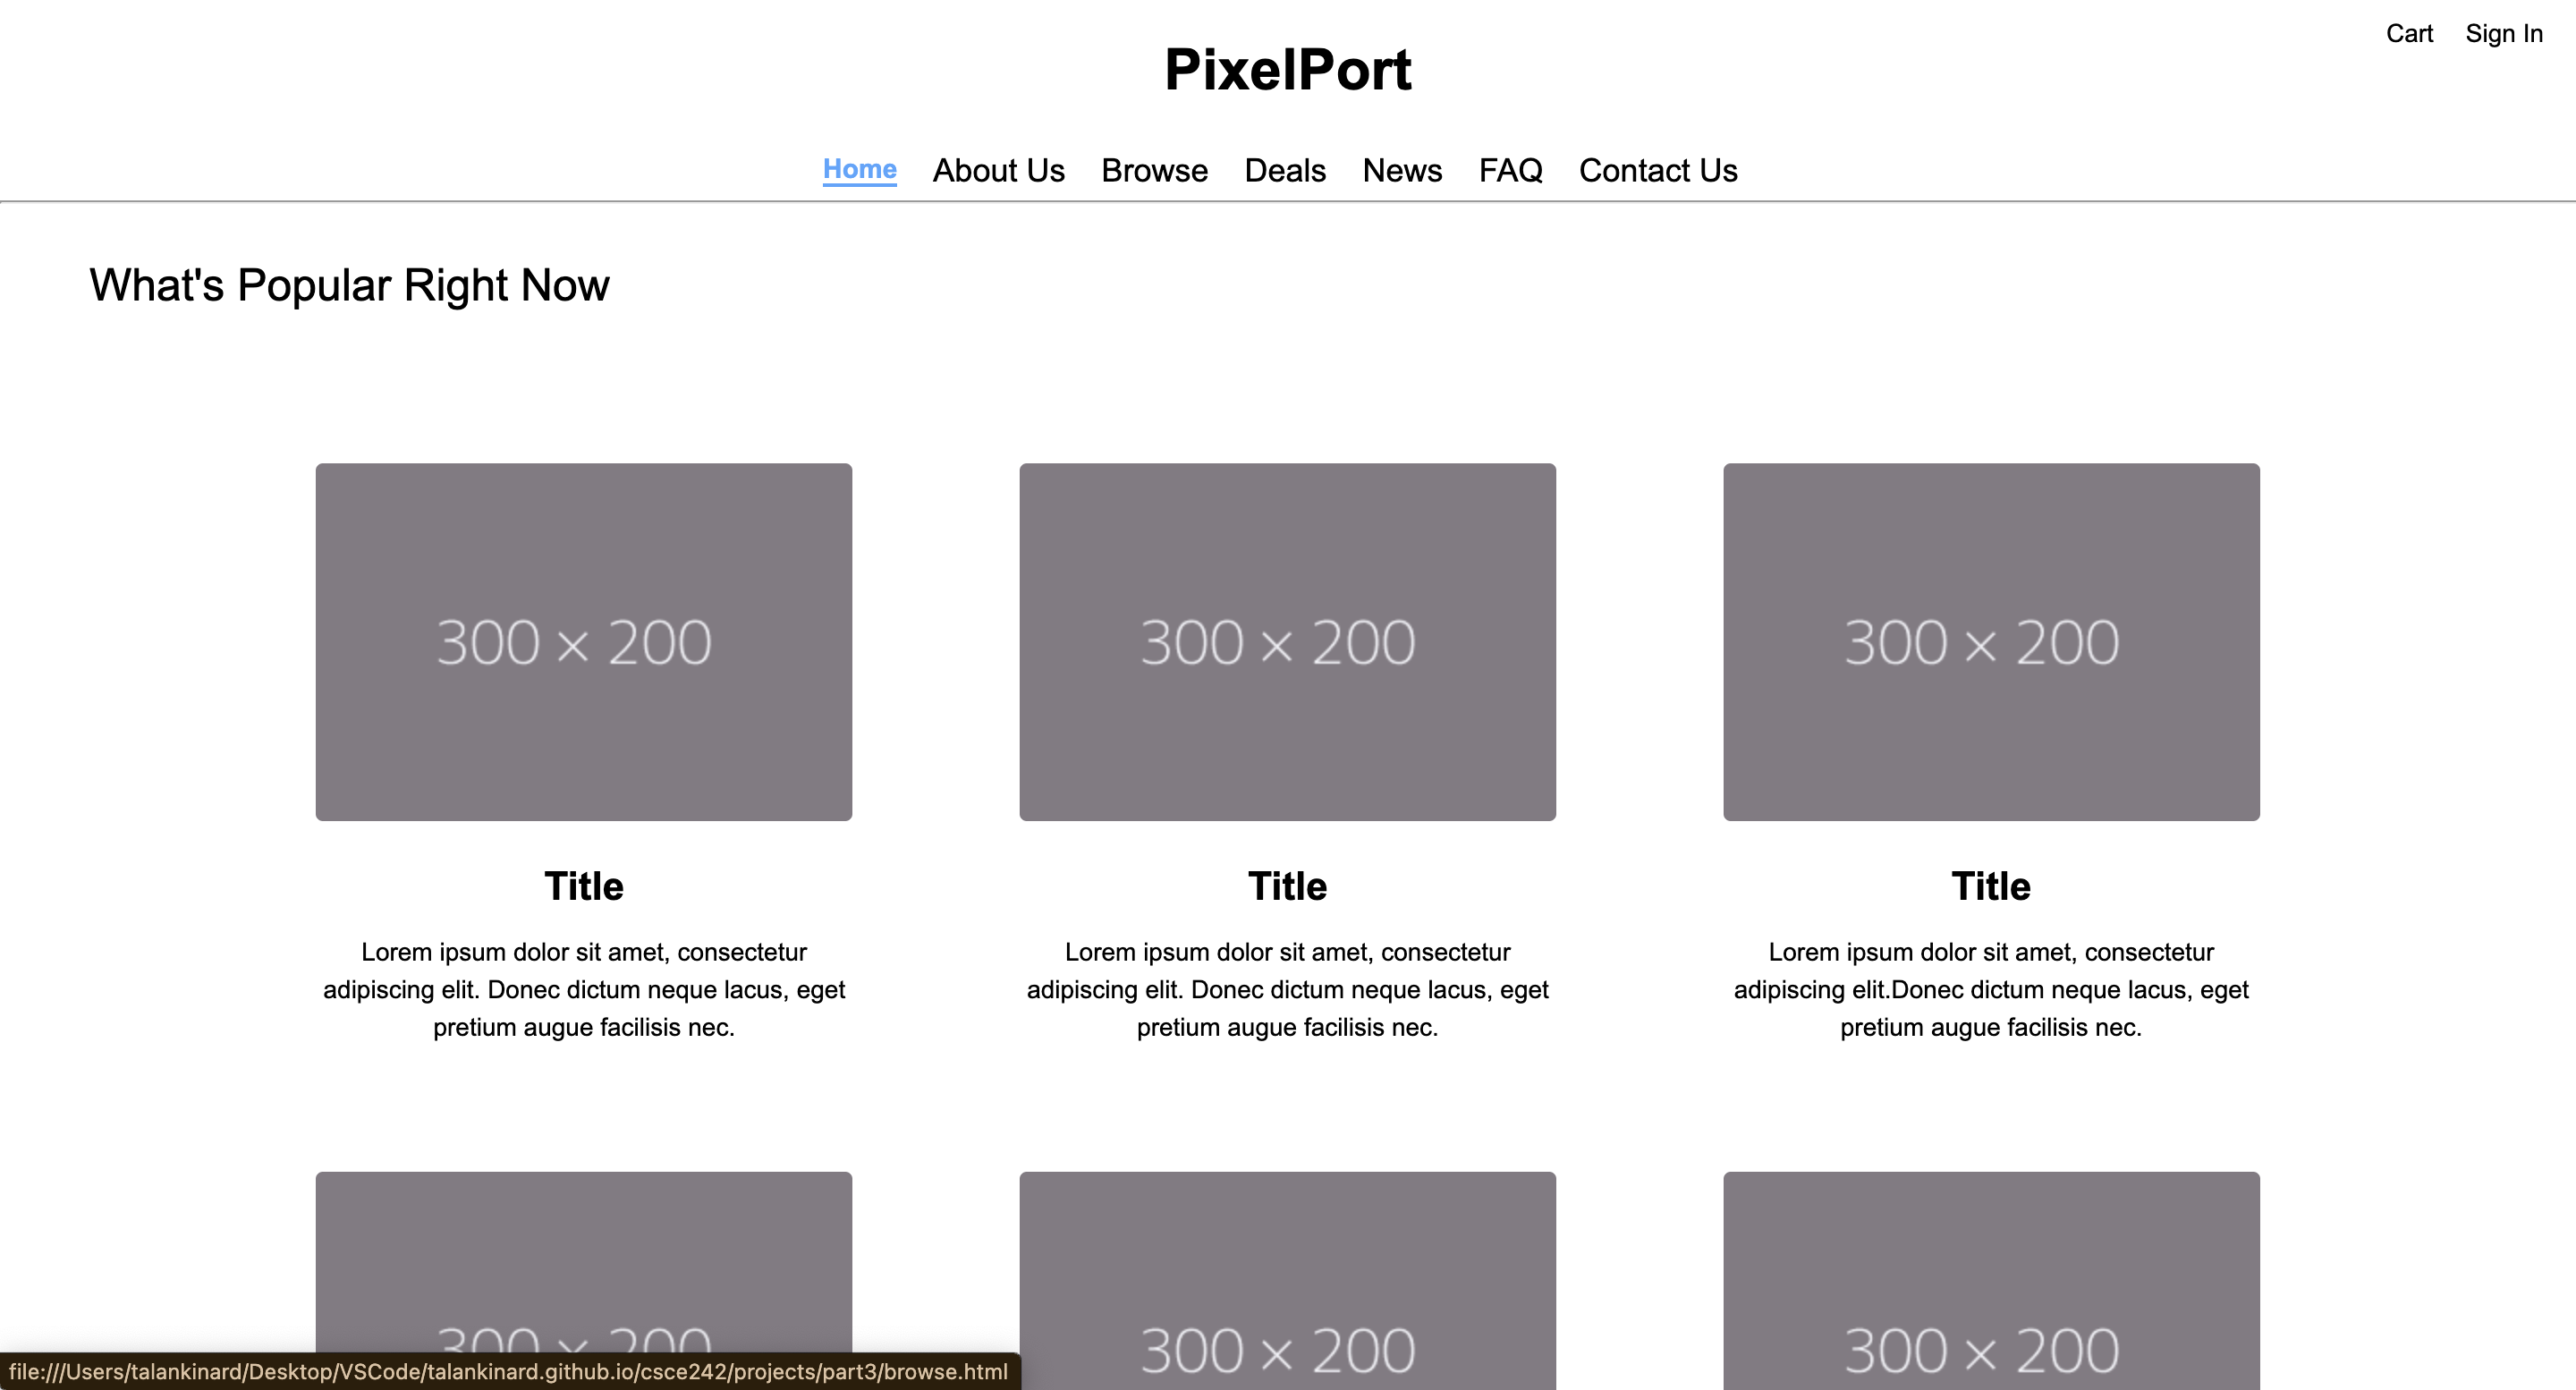 Cart Sign In
PixelPort
Home About Us Browse Deals News FAQ Contact Us
What's Popular Right Now
300 × 200 300 × 200 300 × 200
Title Title Title
Lorem ipsum dolor sit amet, consectetur Lorem ipsum dolor sit amet, consectetur Lorem ipsum dolor sit amet, consectetur
adipiscing elit. Donec dictum neque lacus, eget adipiscing elit. Donec dictum neque lacus, eget adipiscing elit.Donec dictum neque lacus, eget
pretium augue facilisis nec. pretium augue facilisis nec. pretium augue facilisis nec.
300 × 200 300 × 200 300 × 200
file:///Users/talankinard/Desktop/VSCode/talankinard.github.io/csce242/projects/part3/browse.html